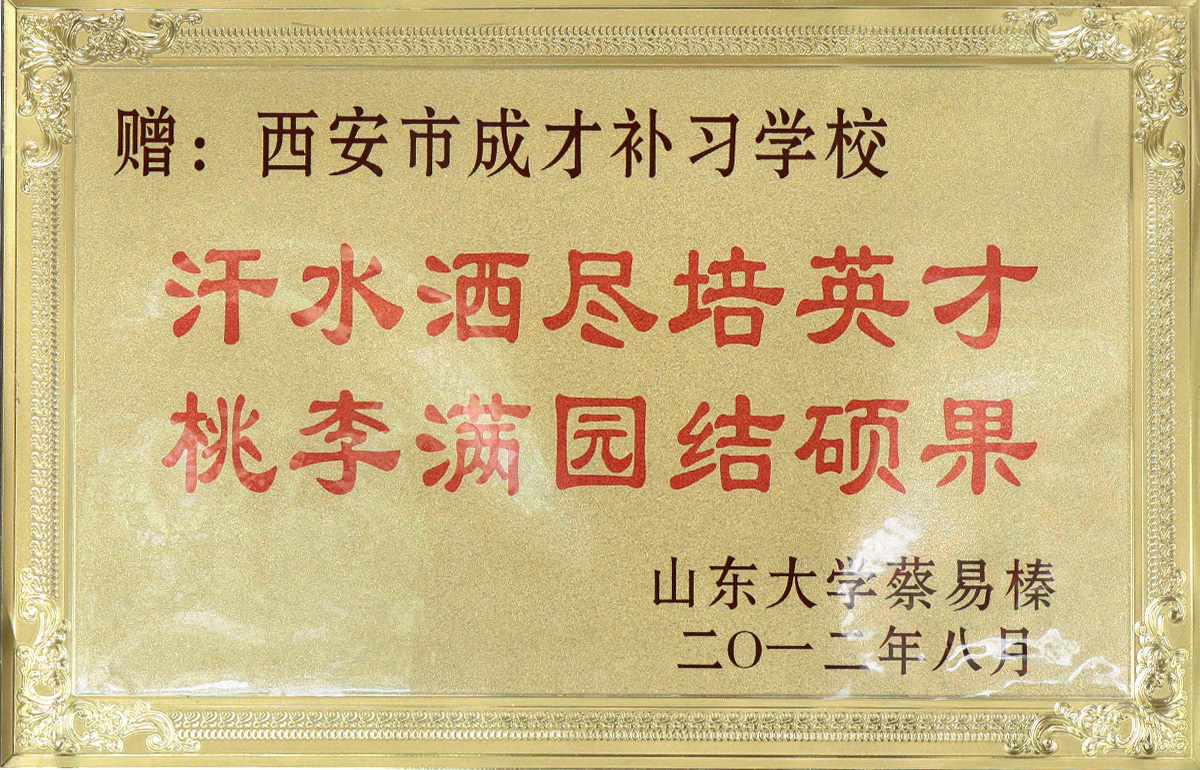 赠：西安市成才补习学校
汗水洒尽培英才
桃李满园结硕果
山东大学蔡易榛
二〇一二年八月